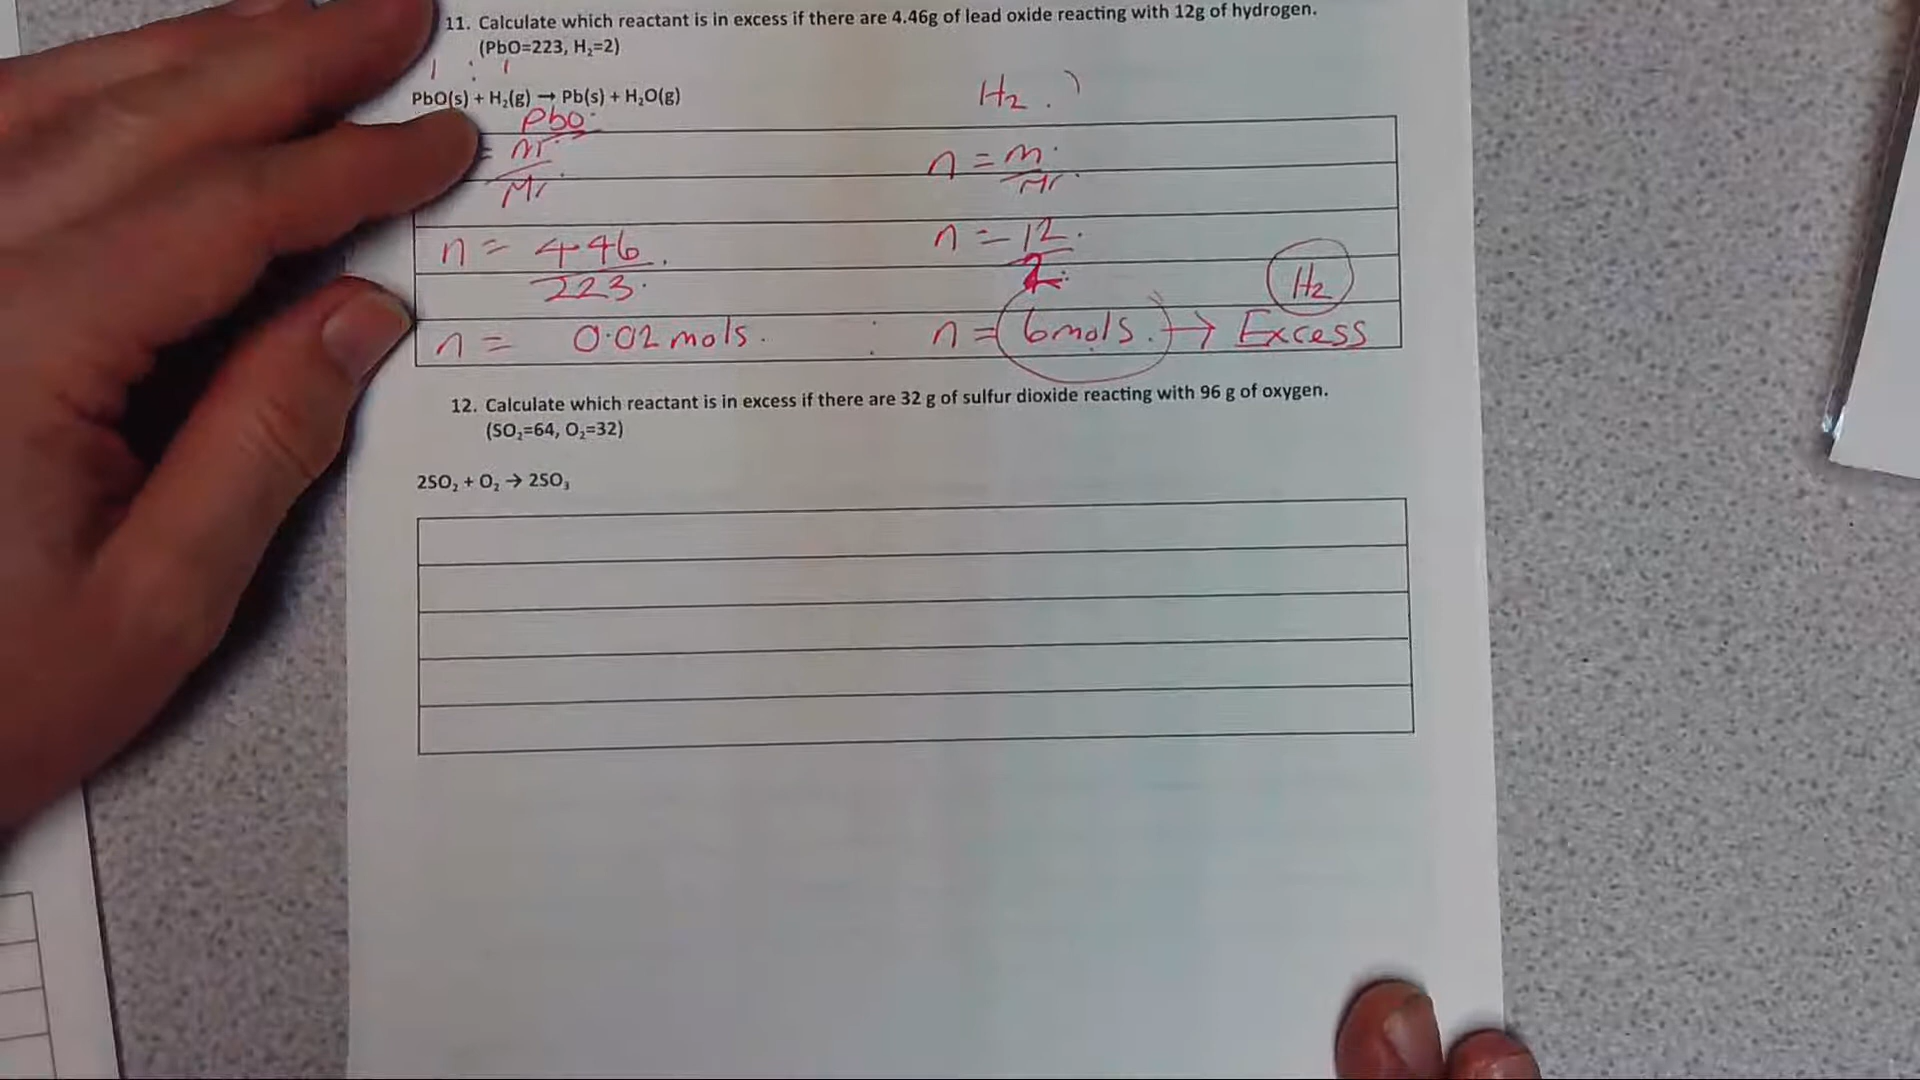 11. Calculate which reactant is in excess if there are 4.46g of lead oxide reacting with 12g of hydrogen.
(PbO=223, H₂=2)
1 : 1
PbO(s) + H₂(g) → Pb(s) + H₂O(g)
PbO
H₂
= m
Mr
n = m
Mr
n = 4.46
223
n = 12
2
H₂
n = 0.02 mols.
n = 6 mols. → Excess
12. Calculate which reactant is in excess if there are 32 g of sulfur dioxide reacting with 96 g of oxygen.
(SO₂=64, O₂=32)
2SO₂ + O₂ → 2SO₃